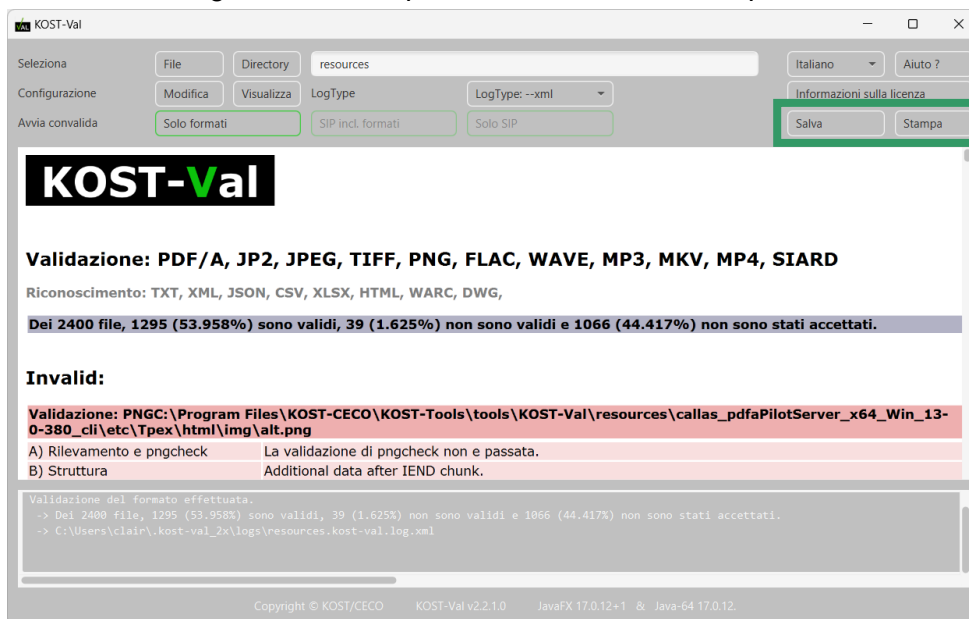 KOST-Val
Seleziona File Directory resources Italiano Aiuto ?
Configurazione Modifica Visualizza LogType LogType: --xml Informazioni sulla licenza
Avvia convalida Solo formati SIP incl. formati Solo SIP Salva Stampa
KOST-Val
Validazione: PDF/A, JP2, JPEG, TIFF, PNG, FLAC, WAVE, MP3, MKV, MP4, SIARD
Riconoscimento: TXT, XML, JSON, CSV, XLSX, HTML, WARC, DWG,
Dei 2400 file, 1295 (53.958%) sono validi, 39 (1.625%) non sono validi e 1066 (44.417%) non sono stati accettati.
Invalid:
Validazione: PNGC:\Program Files\KOST-CECO\KOST-Tools\tools\KOST-Val\resources\callas_pdfaPilotServer_x64_Win_13-
0-380_cli\etc\Tpex\html\img\alt.png
A) Rilevamento e pngcheck La validazione di pngcheck non e passata.
B) Struttura Additional data after IEND chunk.
Validazione del formato effettuata.
-> Dei 2400 file, 1295 (53.958%) sono validi, 39 (1.625%) non sono validi e 1066 (44.417%) non sono stati accettati.
-> C:\Users\clair\.kost-val_2x\logs\resources.kost-val.log.xml
Copyright © KOST/CECO KOST-Val v2.2.1.0 JavaFX 17.0.12+1 & Java-64 17.0.12.